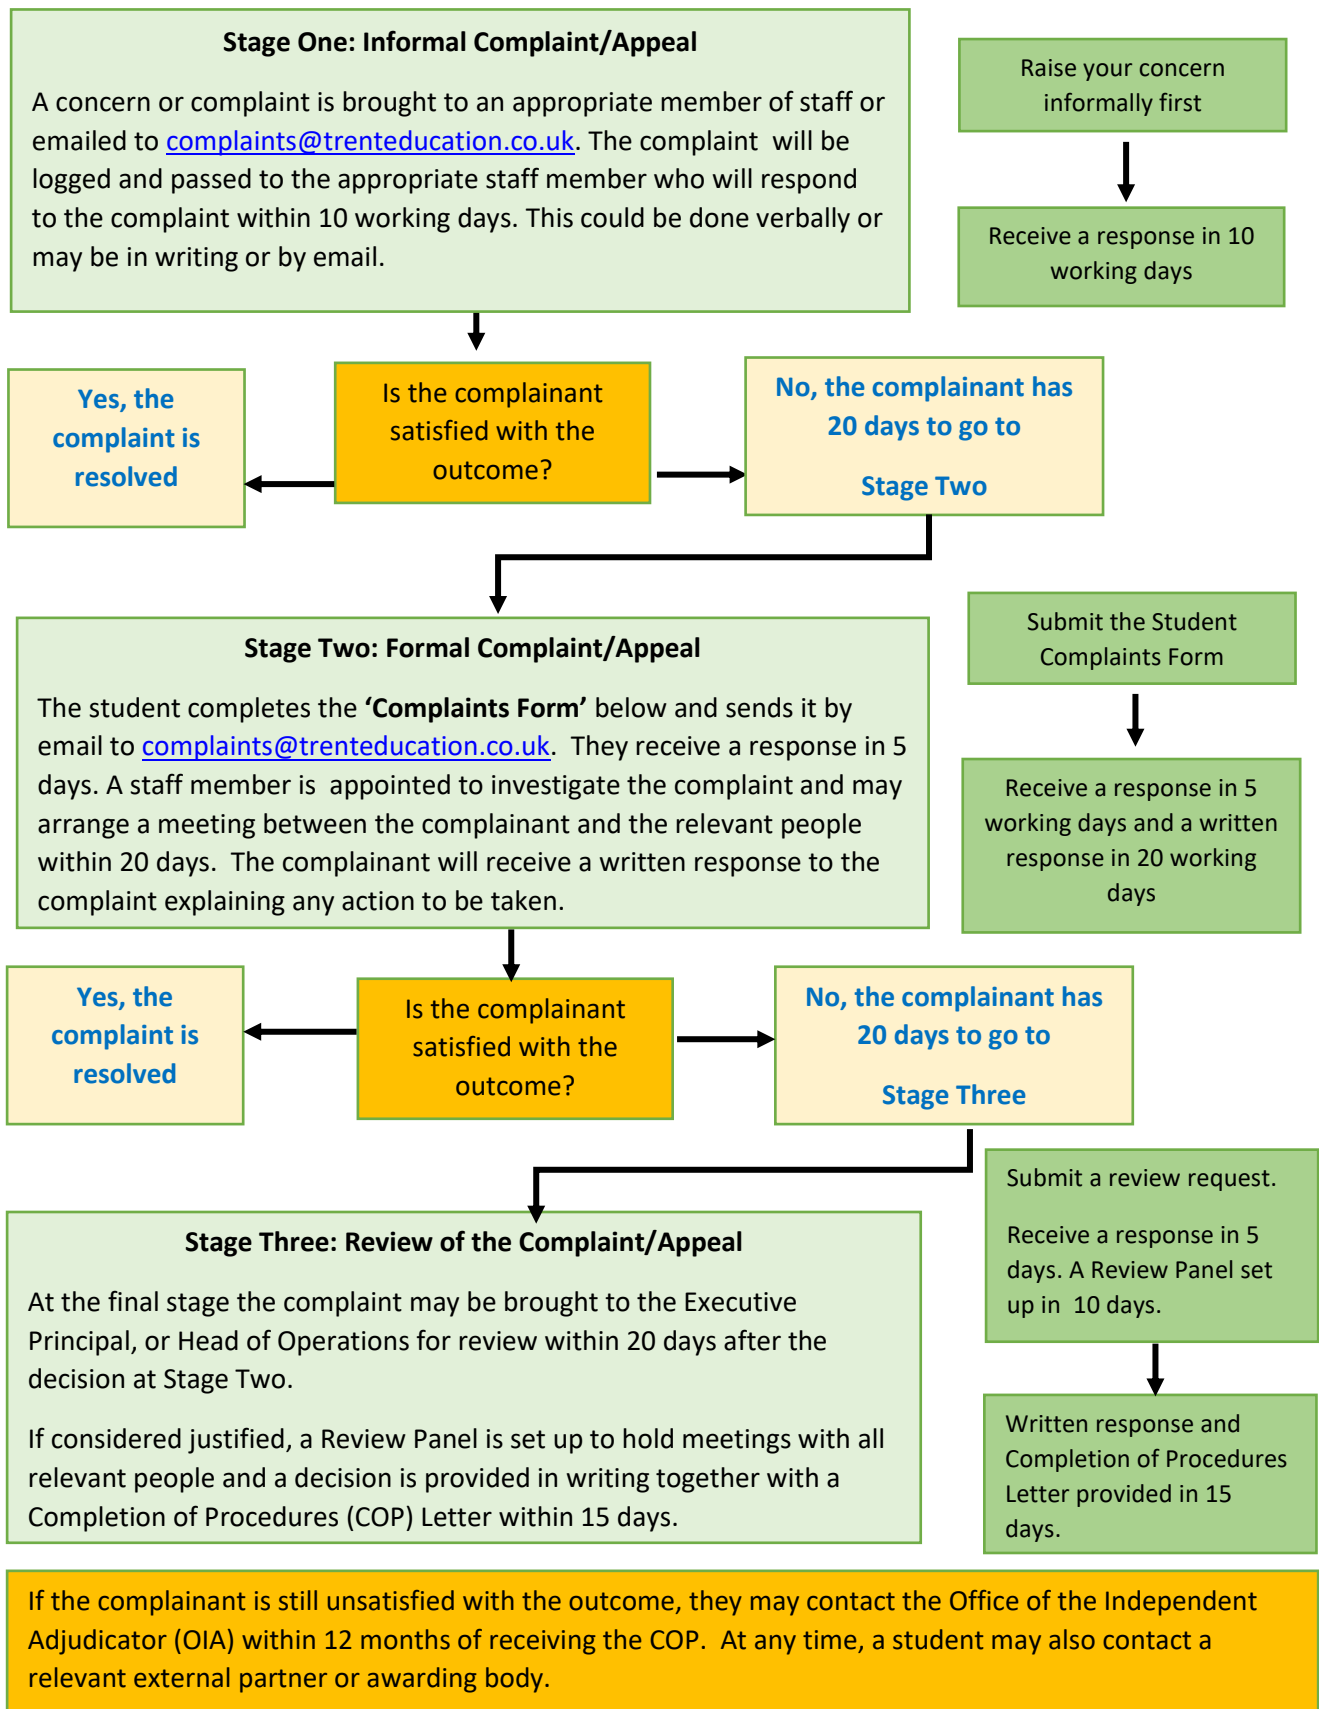 Stage One: Informal Complaint/Appeal
A concern or complaint is brought to an appropriate member of staff or
emailed to complaints@trenteducation.co.uk. The complaint will be
logged and passed to the appropriate staff member who will respond
to the complaint within 10 working days. This could be done verbally or
may be in writing or by email.
Raise your concern
informally first
Receive a response in 10
working days
Yes, the
complaint is
resolved
Is the complainant
satisfied with the
outcome?
No, the complainant has
20 days to go to
Stage Two
Stage Two: Formal Complaint/Appeal
The student completes the ‘Complaints Form’ below and sends it by
email to complaints@trenteducation.co.uk. They receive a response in 5
days. A staff member is appointed to investigate the complaint and may
arrange a meeting between the complainant and the relevant people
within 20 days. The complainant will receive a written response to the
complaint explaining any action to be taken.
Submit the Student
Complaints Form
Receive a response in 5
working days and a written
response in 20 working
days
Yes, the
complaint is
resolved
Is the complainant
satisfied with the
outcome?
No, the complainant has
20 days to go to
Stage Three
Stage Three: Review of the Complaint/Appeal
At the final stage the complaint may be brought to the Executive
Principal, or Head of Operations for review within 20 days after the
decision at Stage Two.
If considered justified, a Review Panel is set up to hold meetings with all
relevant people and a decision is provided in writing together with a
Completion of Procedures (COP) Letter within 15 days.
Submit a review request.
Receive a response in 5
days. A Review Panel set
up in 10 days.
Written response and
Completion of Procedures
Letter provided in 15
days.
If the complainant is still unsatisfied with the outcome, they may contact the Office of the Independent
Adjudicator (OIA) within 12 months of receiving the COP. At any time, a student may also contact a
relevant external partner or awarding body.